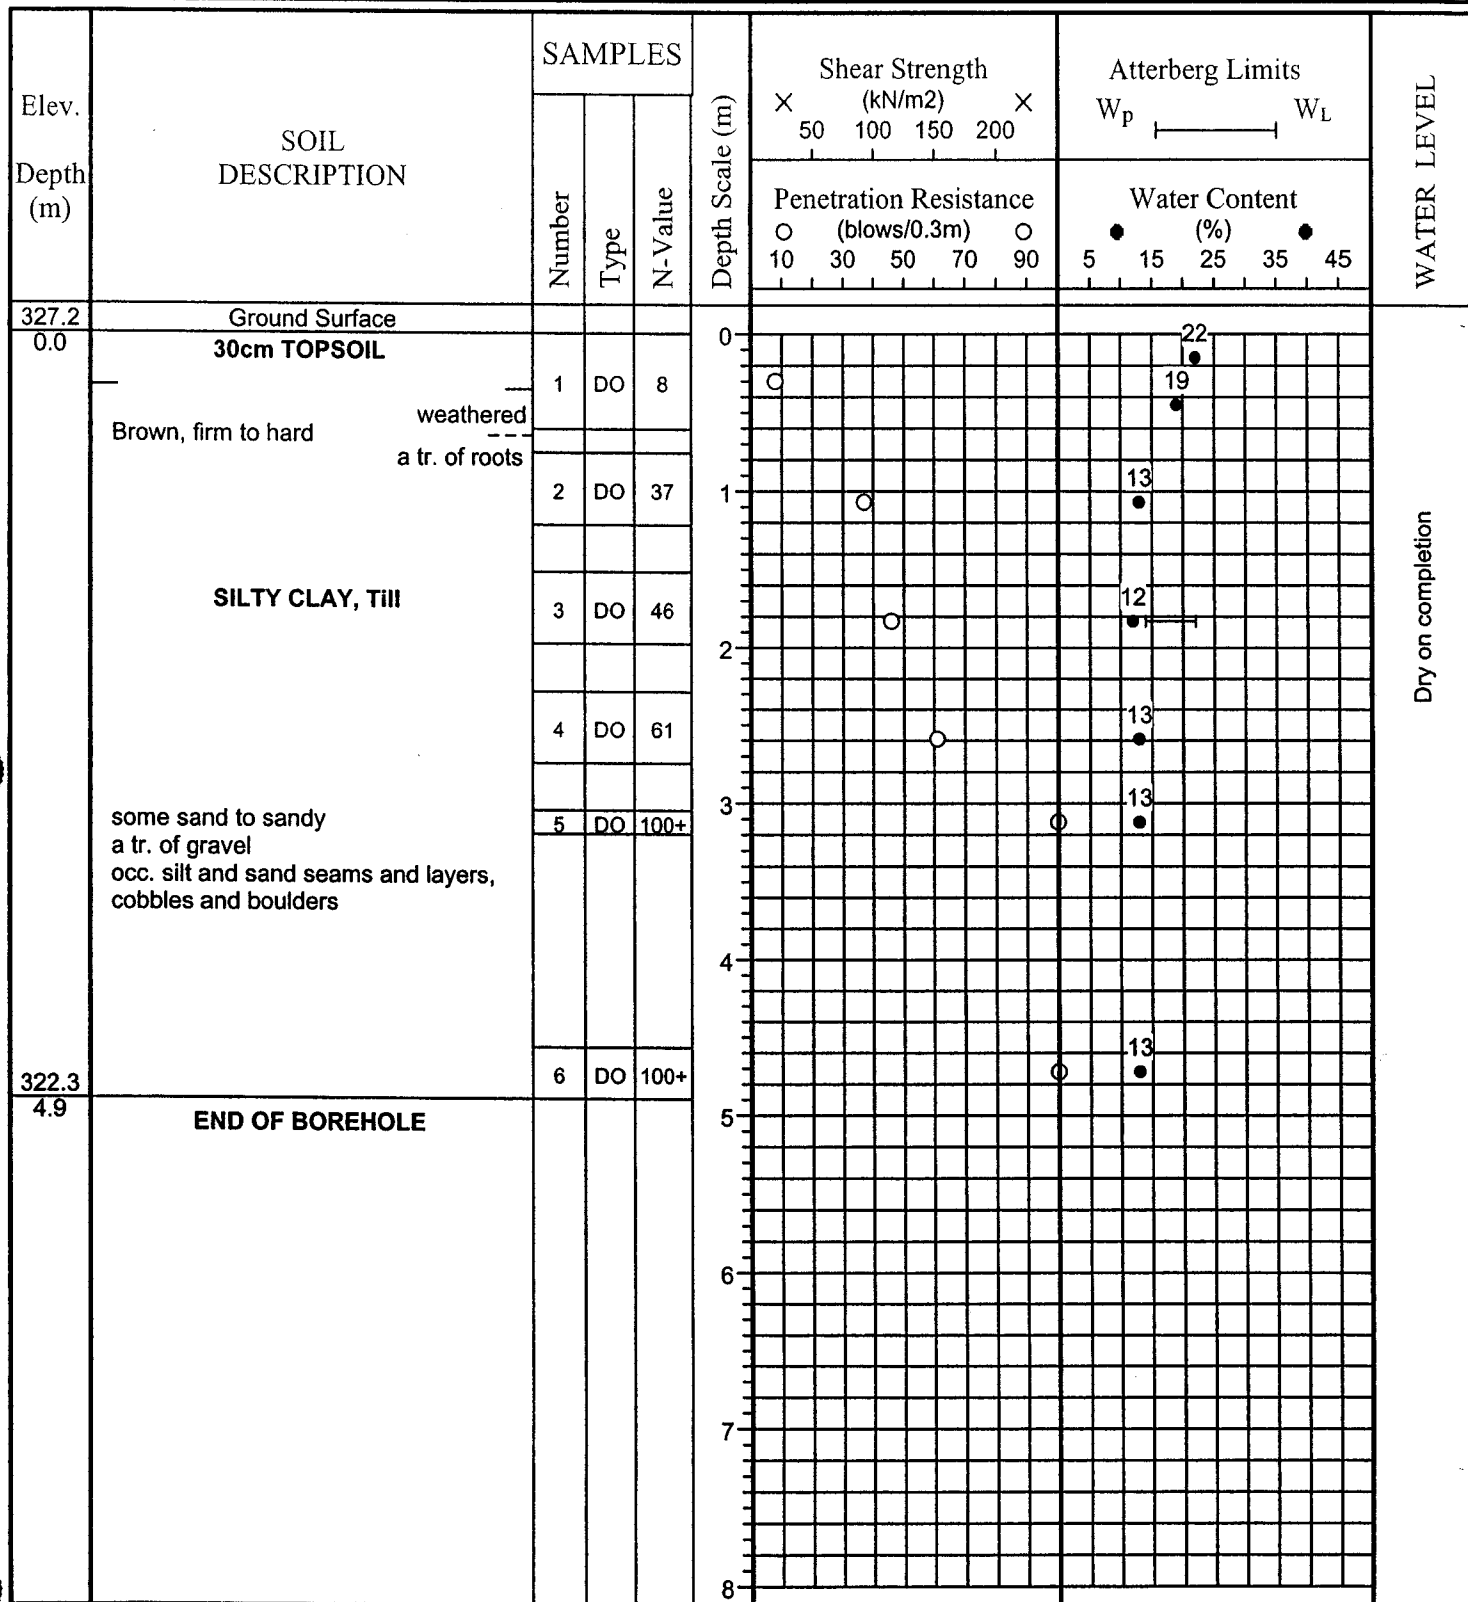 Elev.
Depth
(m)
SOIL
DESCRIPTION
SAMPLES
Number
Type
N-Value
Depth Scale (m)
Shear Strength
× (kN/m2) ×
50 100 150 200
Penetration Resistance
○ (blows/0.3m) ○
10 30 50 70 90
Atterberg Limits
Wp WL
Water Content
● (%) ●
5 15 25 35 45
WATER LEVEL
327.2 Ground Surface
0.0 30cm TOPSOIL
0
22
1 DO 8
19
weathered
Brown, firm to hard
a tr. of roots
2 DO 37
1
13
SILTY CLAY, Till
3 DO 46
12
2
Dry on completion
4 DO 61
13
3
13
some sand to sandy
5 DO 100+
a tr. of gravel
occ. silt and sand seams and layers,
cobbles and boulders
4
13
6 DO 100+
322.3
4.9
END OF BOREHOLE
5
6
7
8